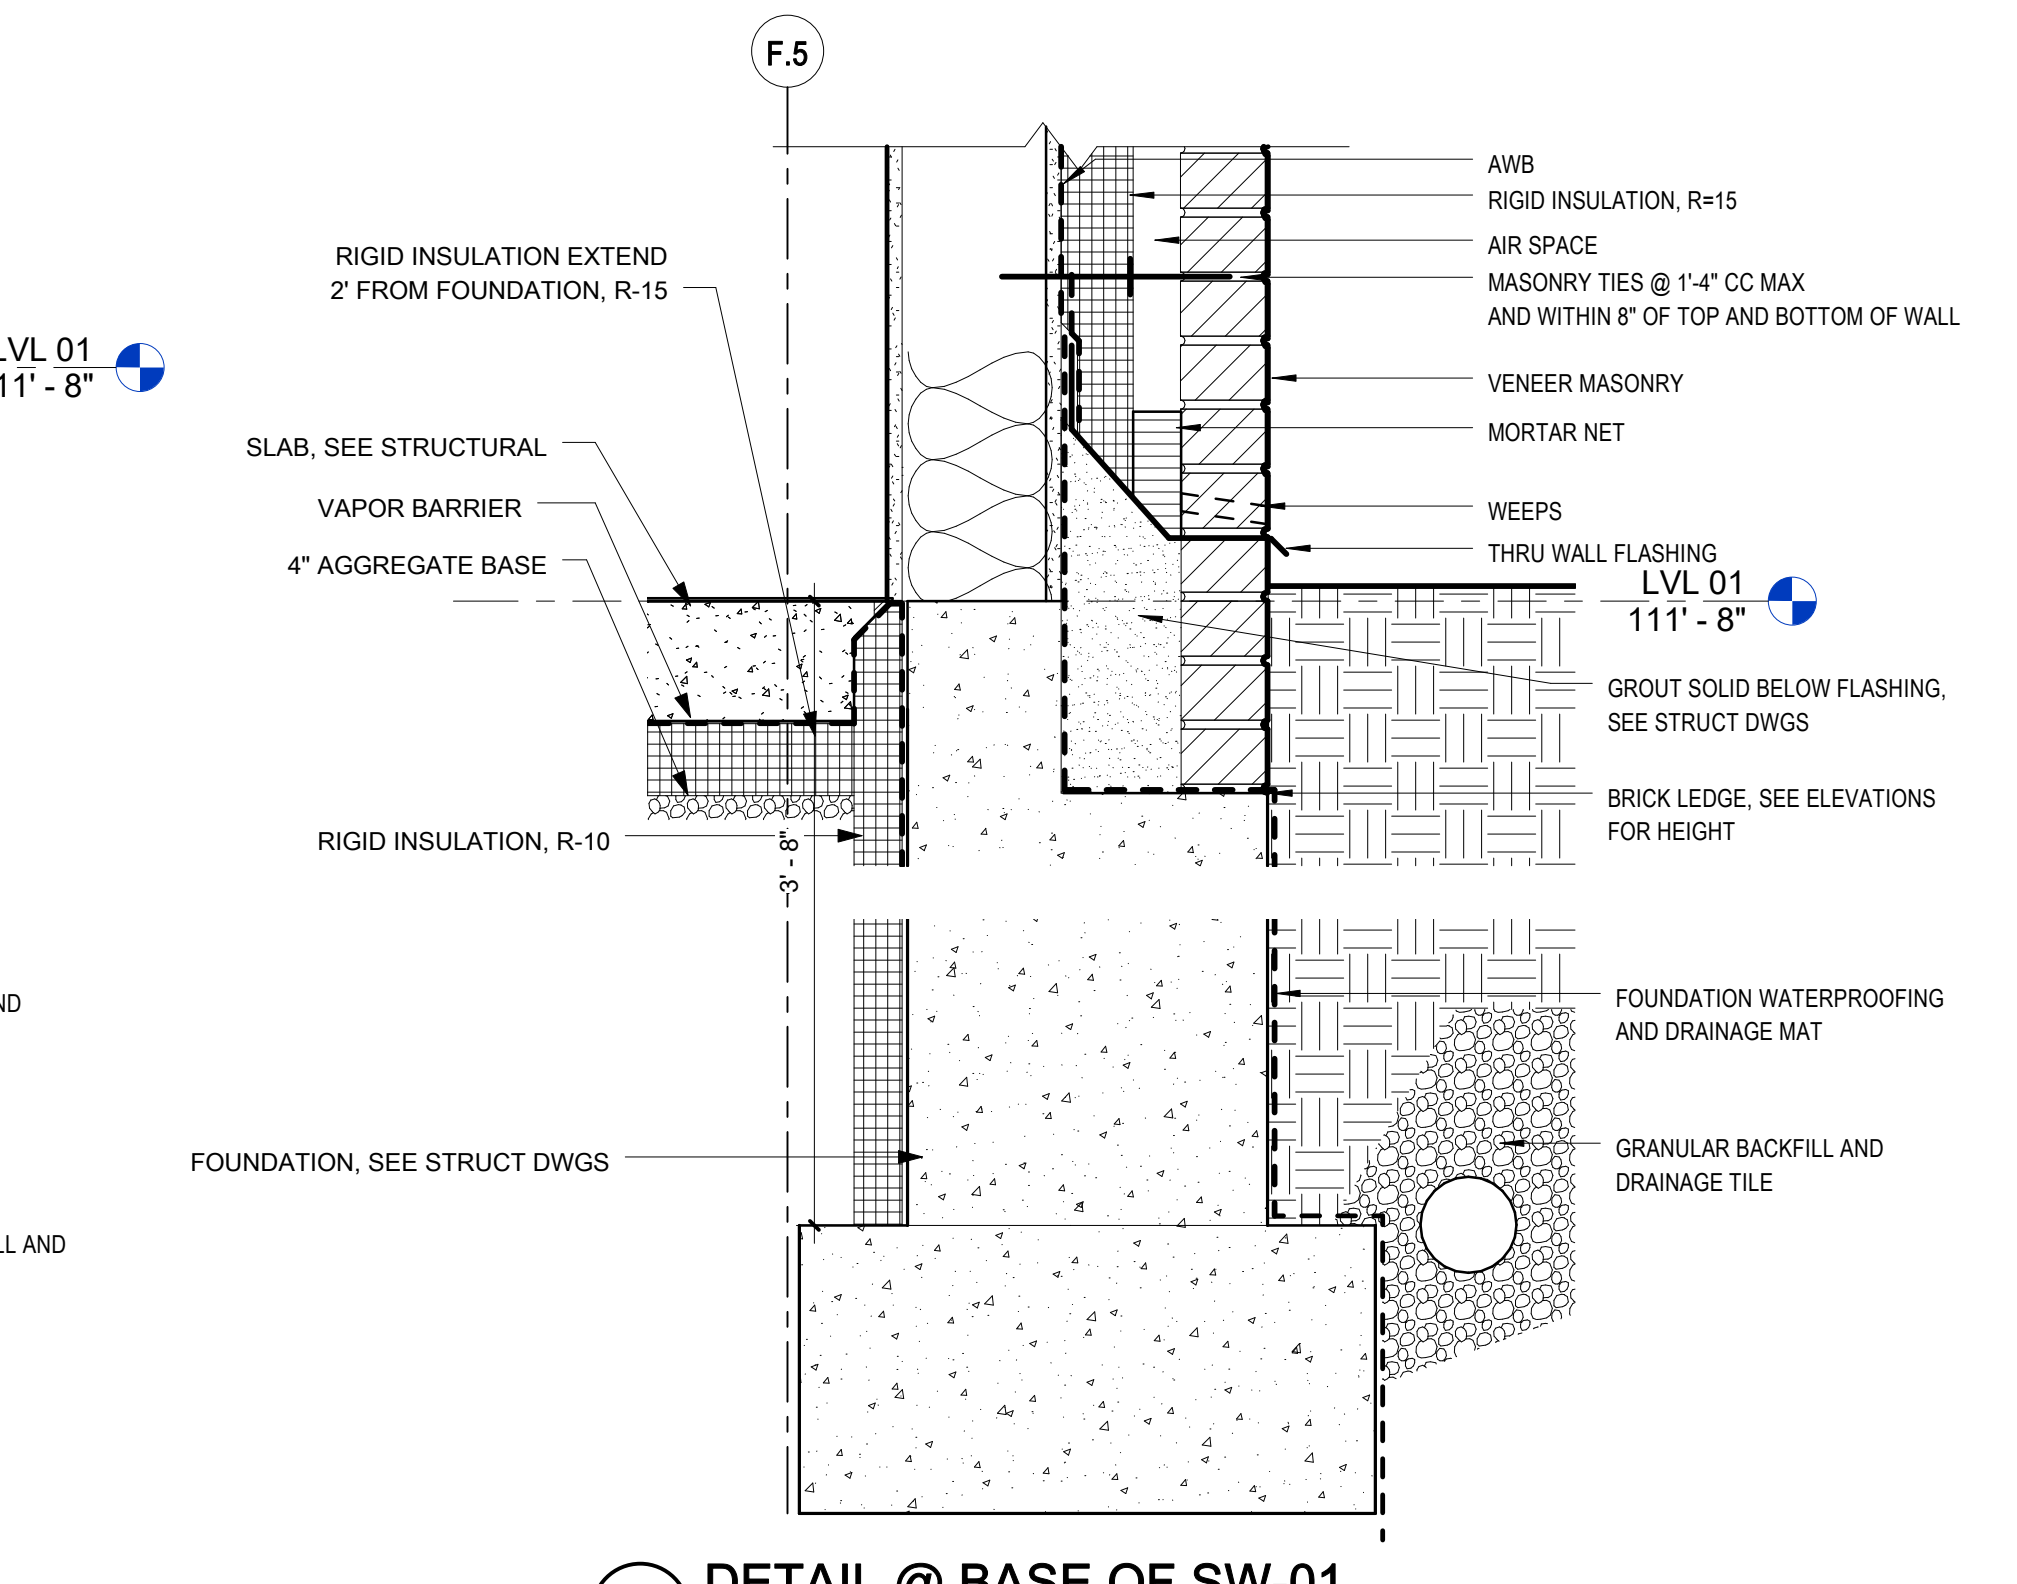 F.5
AWB
RIGID INSULATION, R=15
AIR SPACE
MASONRY TIES @ 1'-4" CC MAX
AND WITHIN 8" OF TOP AND BOTTOM OF WALL
VENEER MASONRY
MORTAR NET
WEEPS
THRU WALL FLASHING
LVL 01
111' - 8"
GROUT SOLID BELOW FLASHING,
SEE STRUCT DWGS
BRICK LEDGE, SEE ELEVATIONS
FOR HEIGHT
FOUNDATION WATERPROOFING
AND DRAINAGE MAT
GRANULAR BACKFILL AND
DRAINAGE TILE
RIGID INSULATION EXTEND
2' FROM FOUNDATION, R-15
LVL 01
11' - 8"
SLAB, SEE STRUCTURAL
VAPOR BARRIER
4" AGGREGATE BASE
RIGID INSULATION, R-10
3' - 8"
FOUNDATION, SEE STRUCT DWGS
ND
LL AND
DETAIL @ BASE OF SW-01